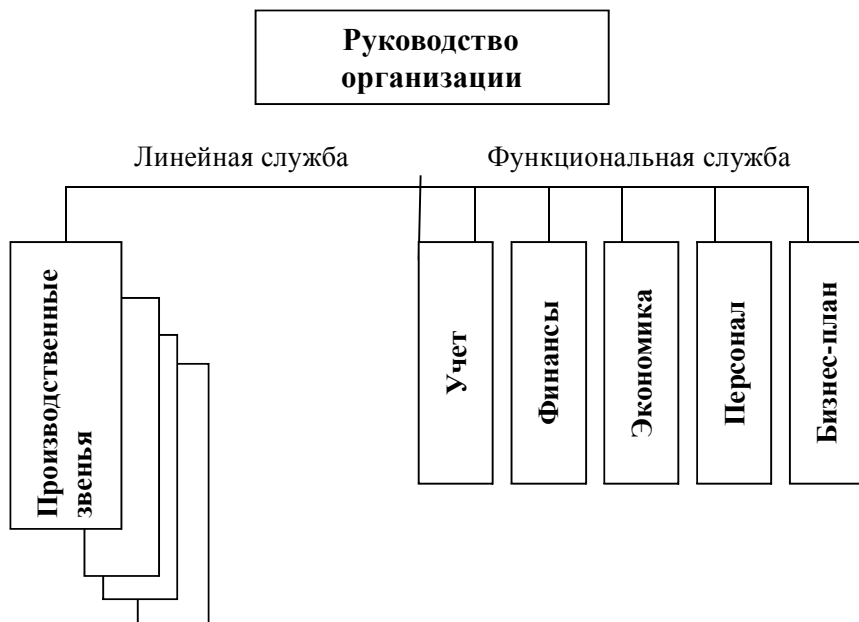 Руководство
организации
Линейная служба
Функциональная служба
Производственные
звенья
Учет
Финансы
Экономика
Персонал
Бизнес-план